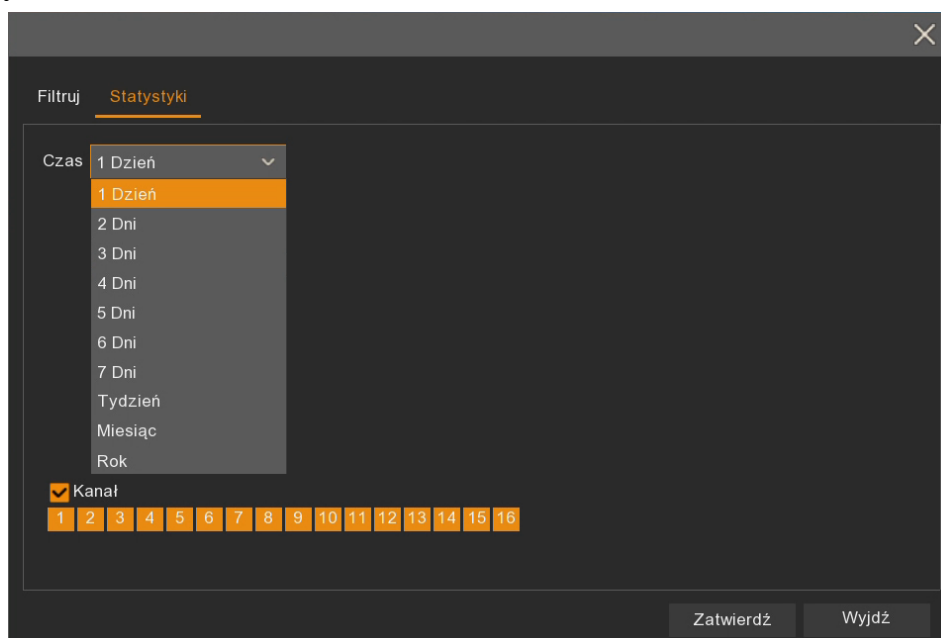 Filtruj Statystyki
Czas 1 Dzień
1 Dzień
2 Dni
3 Dni
4 Dni
5 Dni
6 Dni
7 Dni
Tydzień
Miesiąc
Rok
Kanał
1 2 3 4 5 6 7 8 9 10 11 12 13 14 15 16
Zatwierdź Wyjdź